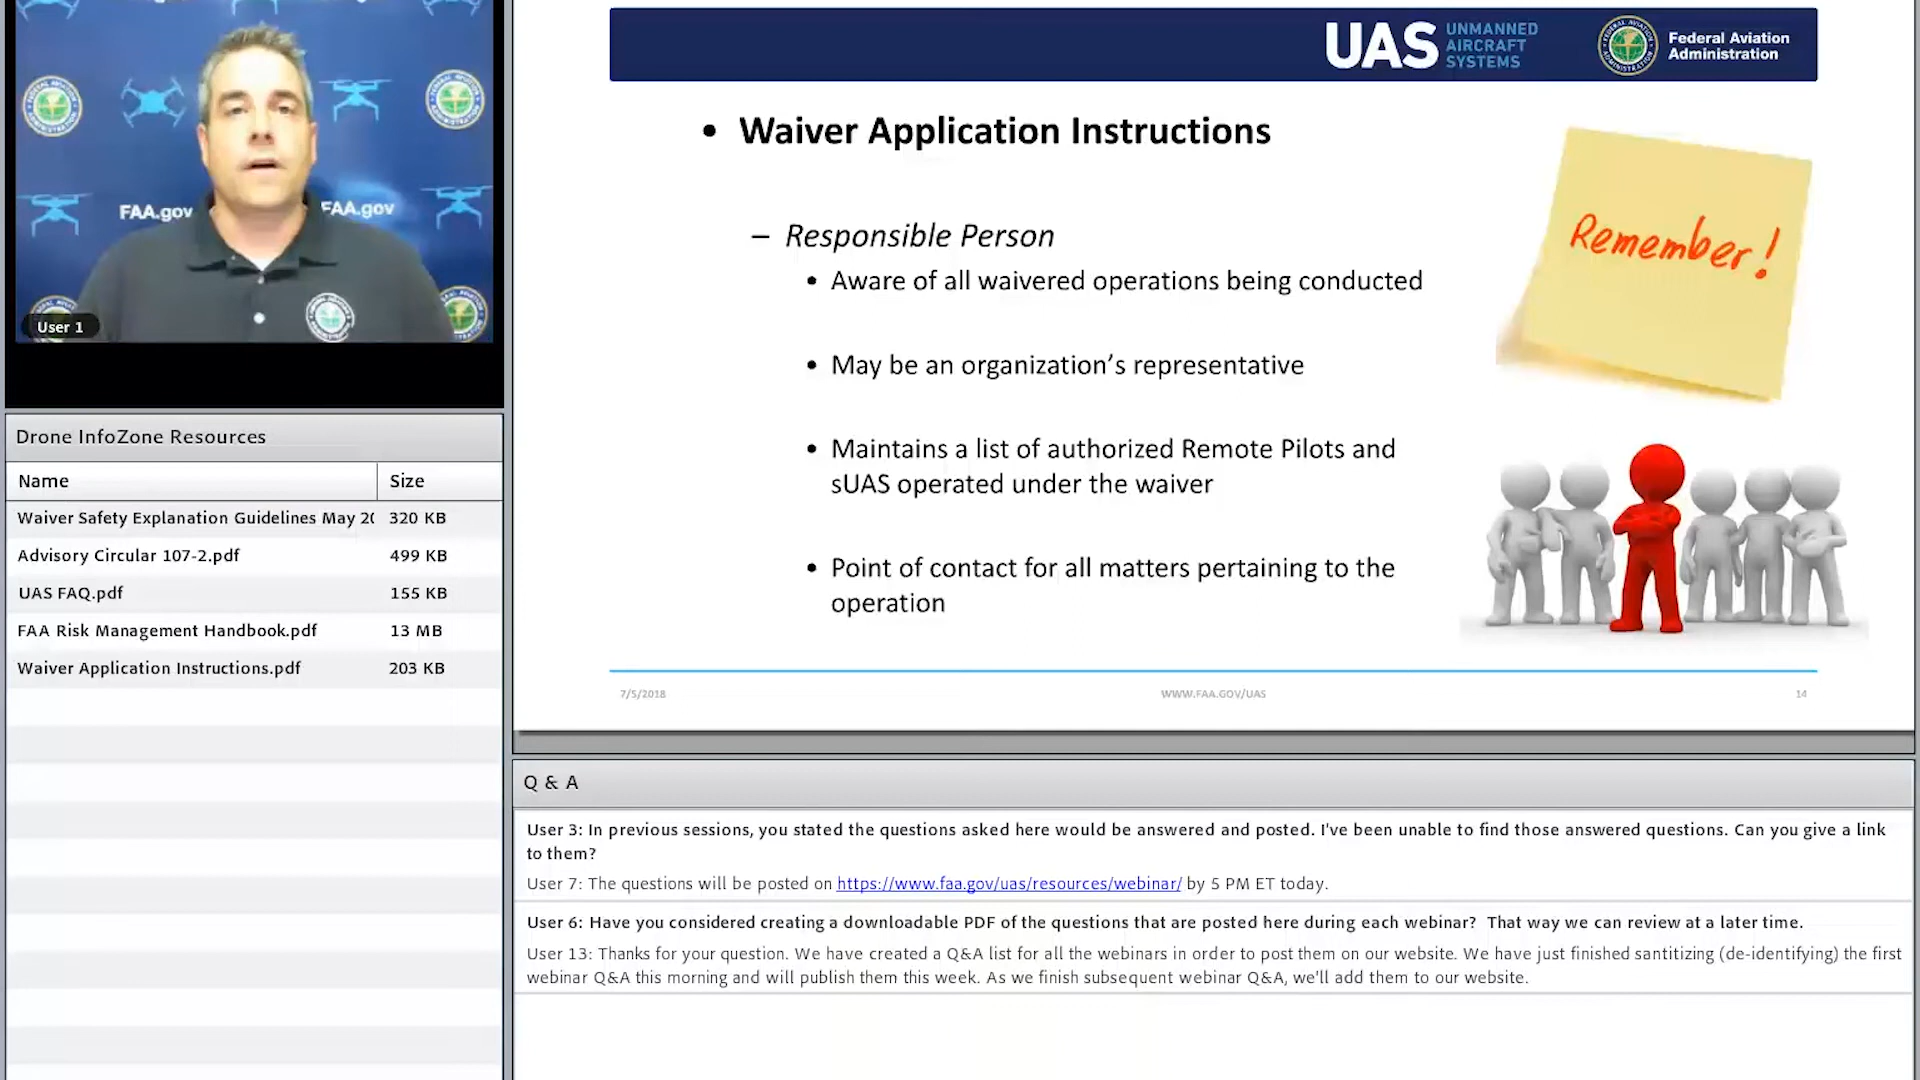 FAA.gov
FAA.gov
User 1
Drone InfoZone Resources
Name Size
Waiver Safety Explanation Guidelines May 20 320 KB
Advisory Circular 107-2.pdf 499 KB
UAS FAQ.pdf 155 KB
FAA Risk Management Handbook.pdf 13 MB
Waiver Application Instructions.pdf 203 KB
UAS UNMANNED
AIRCRAFT
SYSTEMS
Federal Aviation
Administration
• Waiver Application Instructions
– Responsible Person
• Aware of all waivered operations being conducted
• May be an organization's representative
• Maintains a list of authorized Remote Pilots and
sUAS operated under the waiver
• Point of contact for all matters pertaining to the
operation
Remember!
7/5/2018 WWW.FAA.GOV/UAS 14
Q & A
User 3: In previous sessions, you stated the questions asked here would be answered and posted. I've been unable to find those answered questions. Can you give a link
to them?
User 7: The questions will be posted on https://www.faa.gov/uas/resources/webinar/ by 5 PM ET today.
User 6: Have you considered creating a downloadable PDF of the questions that are posted here during each webinar? That way we can review at a later time.
User 13: Thanks for your question. We have created a Q&A list for all the webinars in order to post them on our website. We have just finished santitizing (de-identifying) the first
webinar Q&A this morning and will publish them this week. As we finish subsequent webinar Q&A, we'll add them to our website.